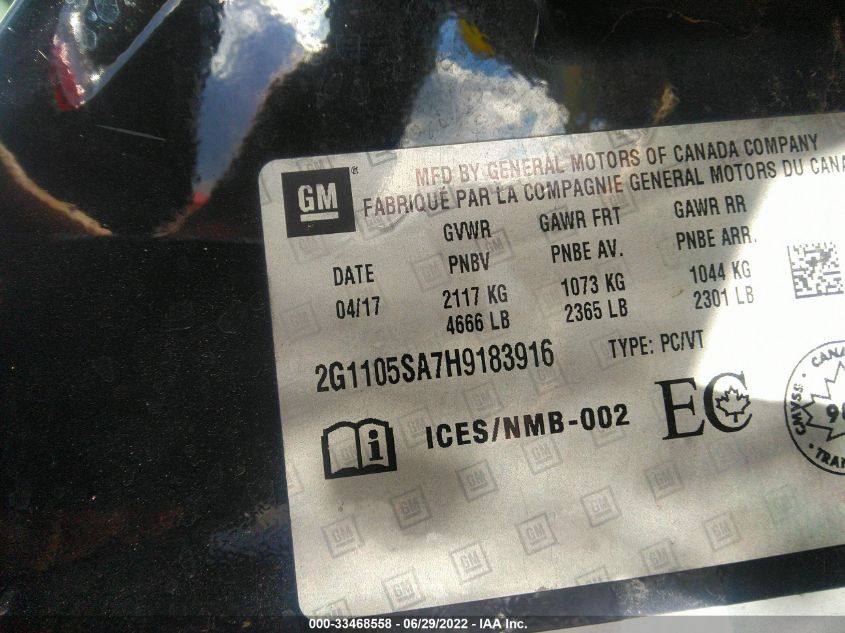 GM ®
MFD BY GENERAL MOTORS OF CANADA COMPANY
FABRIQUÉ PAR LA COMPAGNIE GENERAL MOTORS DU
DATE GVWR GAWR FRT GAWR RR
PNBV PNBE AV. PNBE ARR.
04/17 2117 KG 1073 KG 1044 KG
4666 LB 2365 LB 2301 LB
2G1105SA7H9183916 TYPE: PC/VT
i ICES/NMB-002 EC
CMVSS
000-33468558 - 06/29/2022 - IAA Inc.